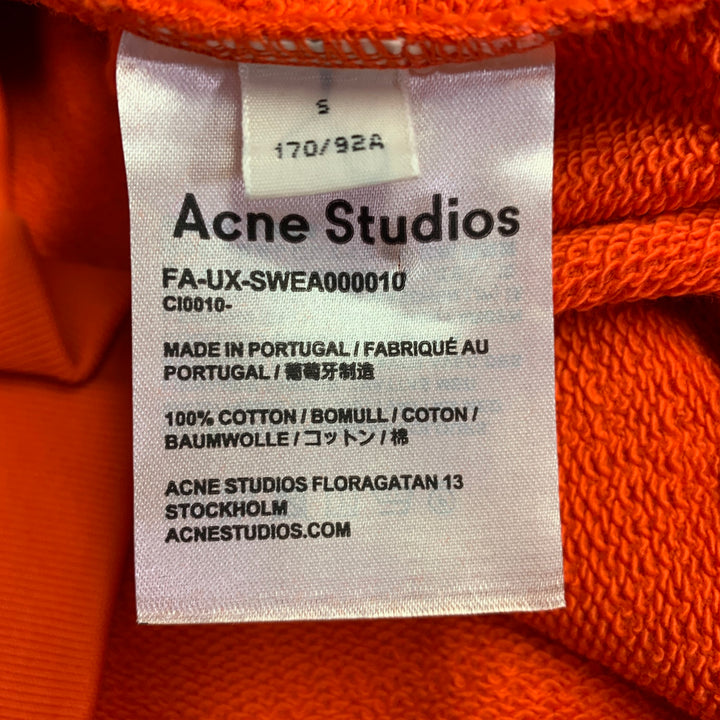 S
170/92A
Acne Studios
FA-UX-SWEA000010
CI0010-
MADE IN PORTUGAL / FABRIQUÉ AU
PORTUGAL / 葡萄牙制造
100% COTTON / BOMULL / COTON /
BAUMWOLLE / コットン / 棉
ACNE STUDIOS FLORAGATAN 13
STOCKHOLM
ACNESTUDIOS.COM